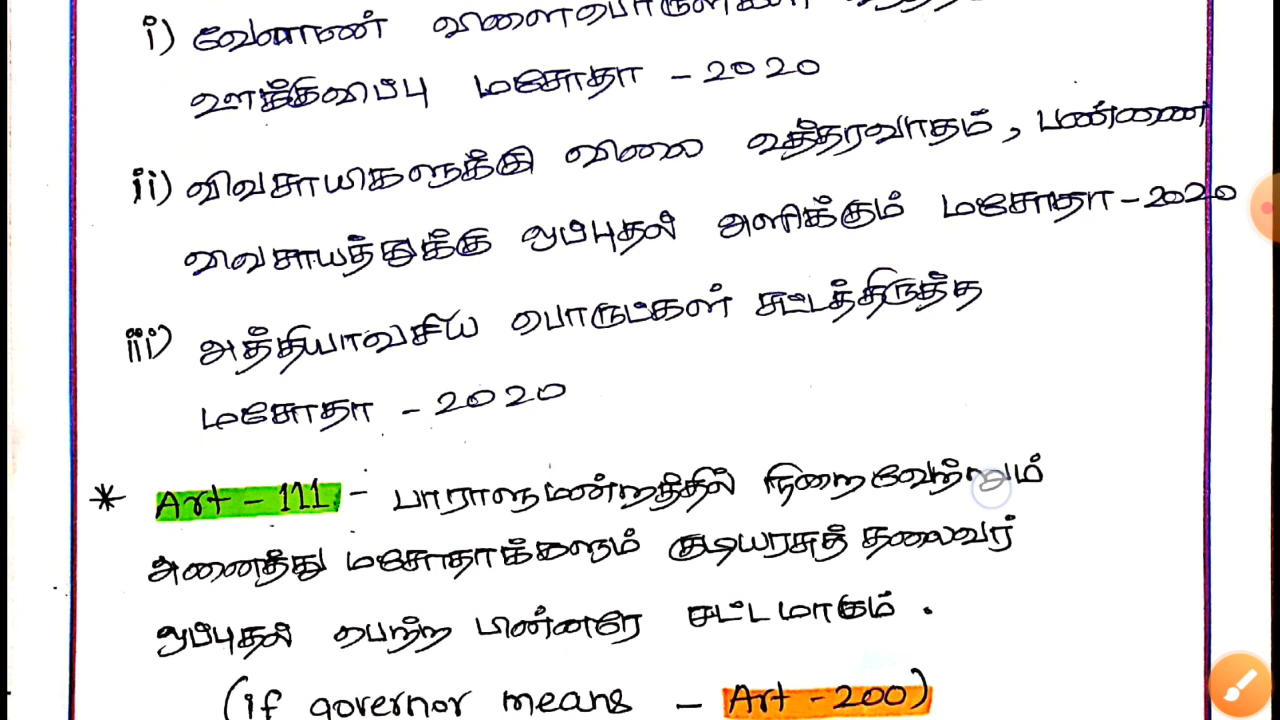 i) வேளாண் விளைபொருள்கள்
ஊக்குவிப்பு மசோதா - 2020
ii) விவசாயிகளுக்கு விலை உத்தரவாதம், பண்ணை
விவசாயத்துக்கு ஒப்புதல் அளிக்கும் மசோதா - 2020
iii) அத்தியாவசிய பொருட்கள் சட்டத்திருத்த
மசோதா - 2020
* Art - 111 - பாராளுமன்றத்தில் நிறைவேற்றும்
அனைத்து மசோதாக்களும் குடியரசுத் தலைவர்
ஒப்புதல் பெற்ற பின்னரே சட்டமாகும் .
(if governor means - Art - 200)